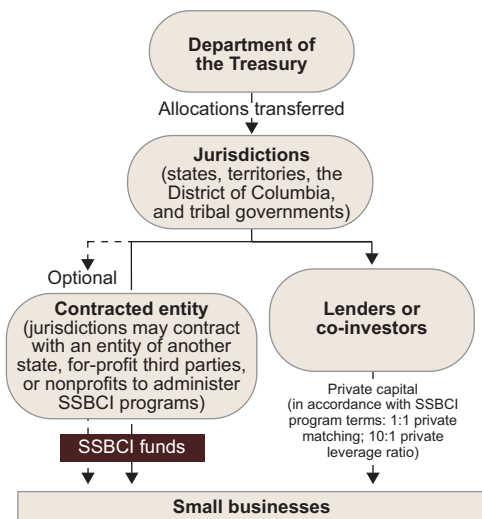 Department of
the Treasury
Allocations transferred
Jurisdictions
(states, territories, the
District of Columbia,
and tribal governments)
Optional
Contracted entity
(jurisdictions may contract
with an entity of another
state, for-profit third parties,
or nonprofits to administer
SSBCI programs)
SSBCI funds
Lenders or
co-investors
Private capital
(in accordance with SSBCI
program terms: 1:1 private
matching; 10:1 private
leverage ratio)
Small businesses